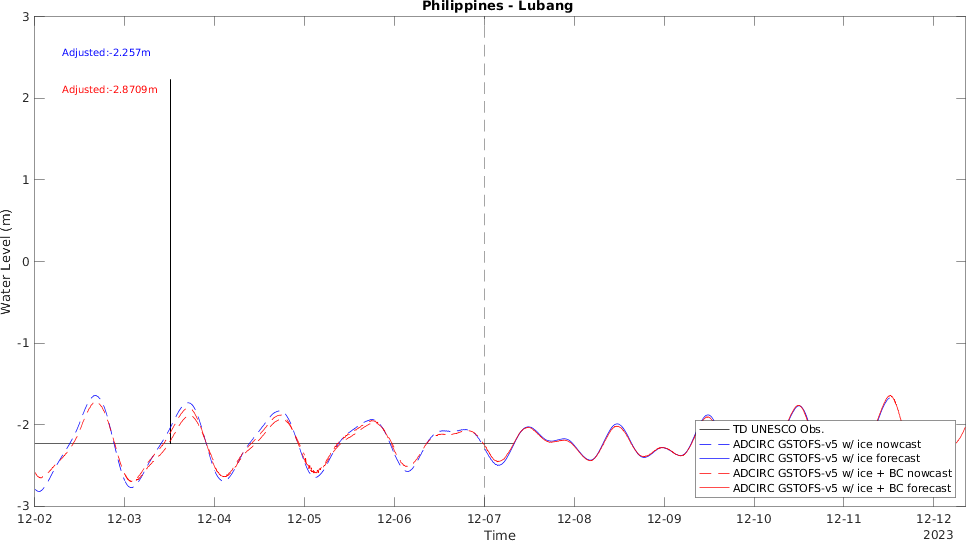 Philippines - Lubang
3
Adjusted:-2.257m
Adjusted:-2.8709m
2
1
0
-1
-2
-3
Water Level (m)
TD UNESCO Obs.
ADCIRC GSTOFS-v5 w/ ice nowcast
ADCIRC GSTOFS-v5 w/ ice forecast
ADCIRC GSTOFS-v5 w/ ice + BC nowcast
ADCIRC GSTOFS-v5 w/ ice + BC forecast
12-02 12-03 12-04 12-05 12-06 12-07 12-08 12-09 12-10 12-11 12-12
Time
2023